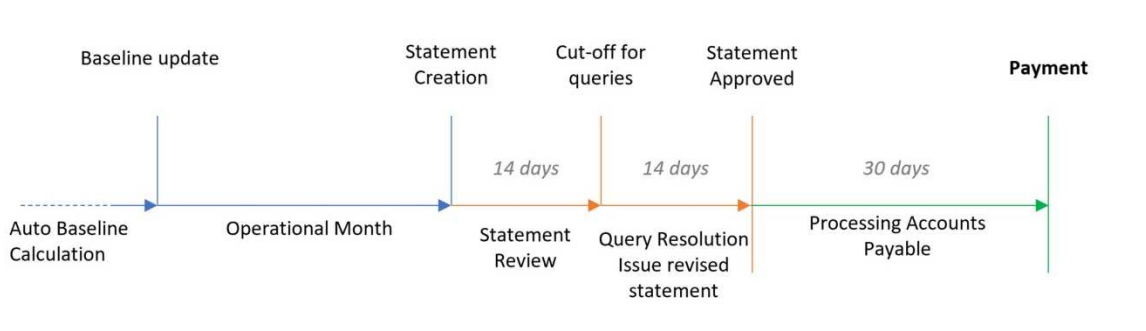 Baseline update
Statement
Creation
Cut-off for
queries
Statement
Approved
Payment
14 days
14 days
30 days
Auto Baseline
Calculation
Operational Month
Statement
Review
Query Resolution
Issue revised
statement
Processing Accounts
Payable